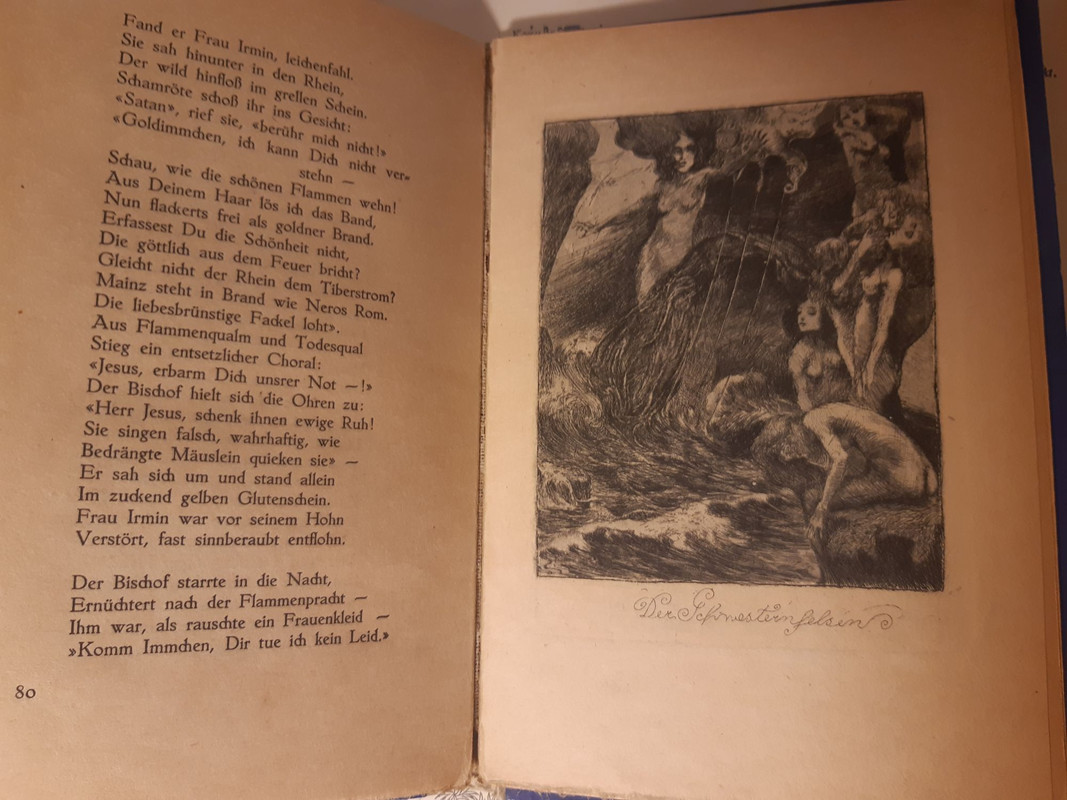 Fand er Frau Irmin, leichenfahl.
Sie sah hinunter in den Rhein,
Der wild hinfloß im grellen Schein.
Schamröte schoß ihr ins Gesicht:
«Satan», rief sie, «berühr mich nicht!»
«Goldimmchen, ich kann Dich nicht ver-
stehn —
Schau, wie die schönen Flammen wehn!
Aus Deinem Haar lös ich das Band,
Nun flackerts frei als goldner Brand.
Erfassest Du die Schönheit nicht,
Die göttlich aus dem Feuer bricht?
Gleicht nicht der Rhein dem Tiberstrom?
Mainz steht in Brand wie Neros Rom.
Die liebesbrünstige Fackel loht».
Aus Flammenqualm und Todesqual
Stieg ein entsetzlicher Choral:
«Jesus, erbarm Dich unsrer Not —!»
Der Bischof hielt sich die Ohren zu:
«Herr Jesus, schenk ihnen ewige Ruh!
Sie singen falsch, wahrhaftig, wie
Bedrängte Mäuslein quieken sie» —
Er sah sich um und stand allein
Im zuckend gelben Glutenschein.
Frau Irmin war vor seinem Hohn
Verstört, fast sinnberaubt entflohn.
Der Bischof starrte in die Nacht,
Ernüchtert nach der Flammenpracht —
Ihm war, als rauschte ein Frauenkleid —
»Komm Immchen, Dir tue ich kein Leid.»
80
Der Schwesternfelsen